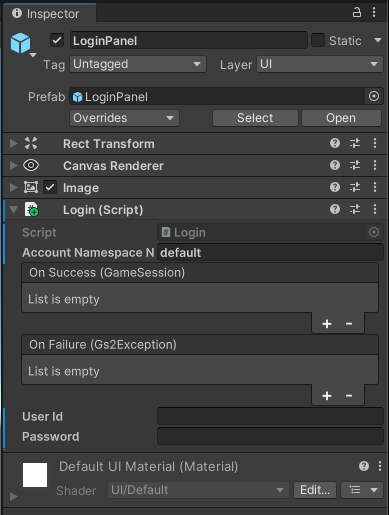 Inspector
LoginPanel Static
Tag Untagged Layer UI
Prefab LoginPanel
Overrides Select Open
Rect Transform
Canvas Renderer
Image
Login (Script)
Script Login
Account Namespace N default
On Success (GameSession)
List is empty
+ -
On Failure (Gs2Exception)
List is empty
+ -
User Id
Password
Default UI Material (Material)
Shader UI/Default Edit...